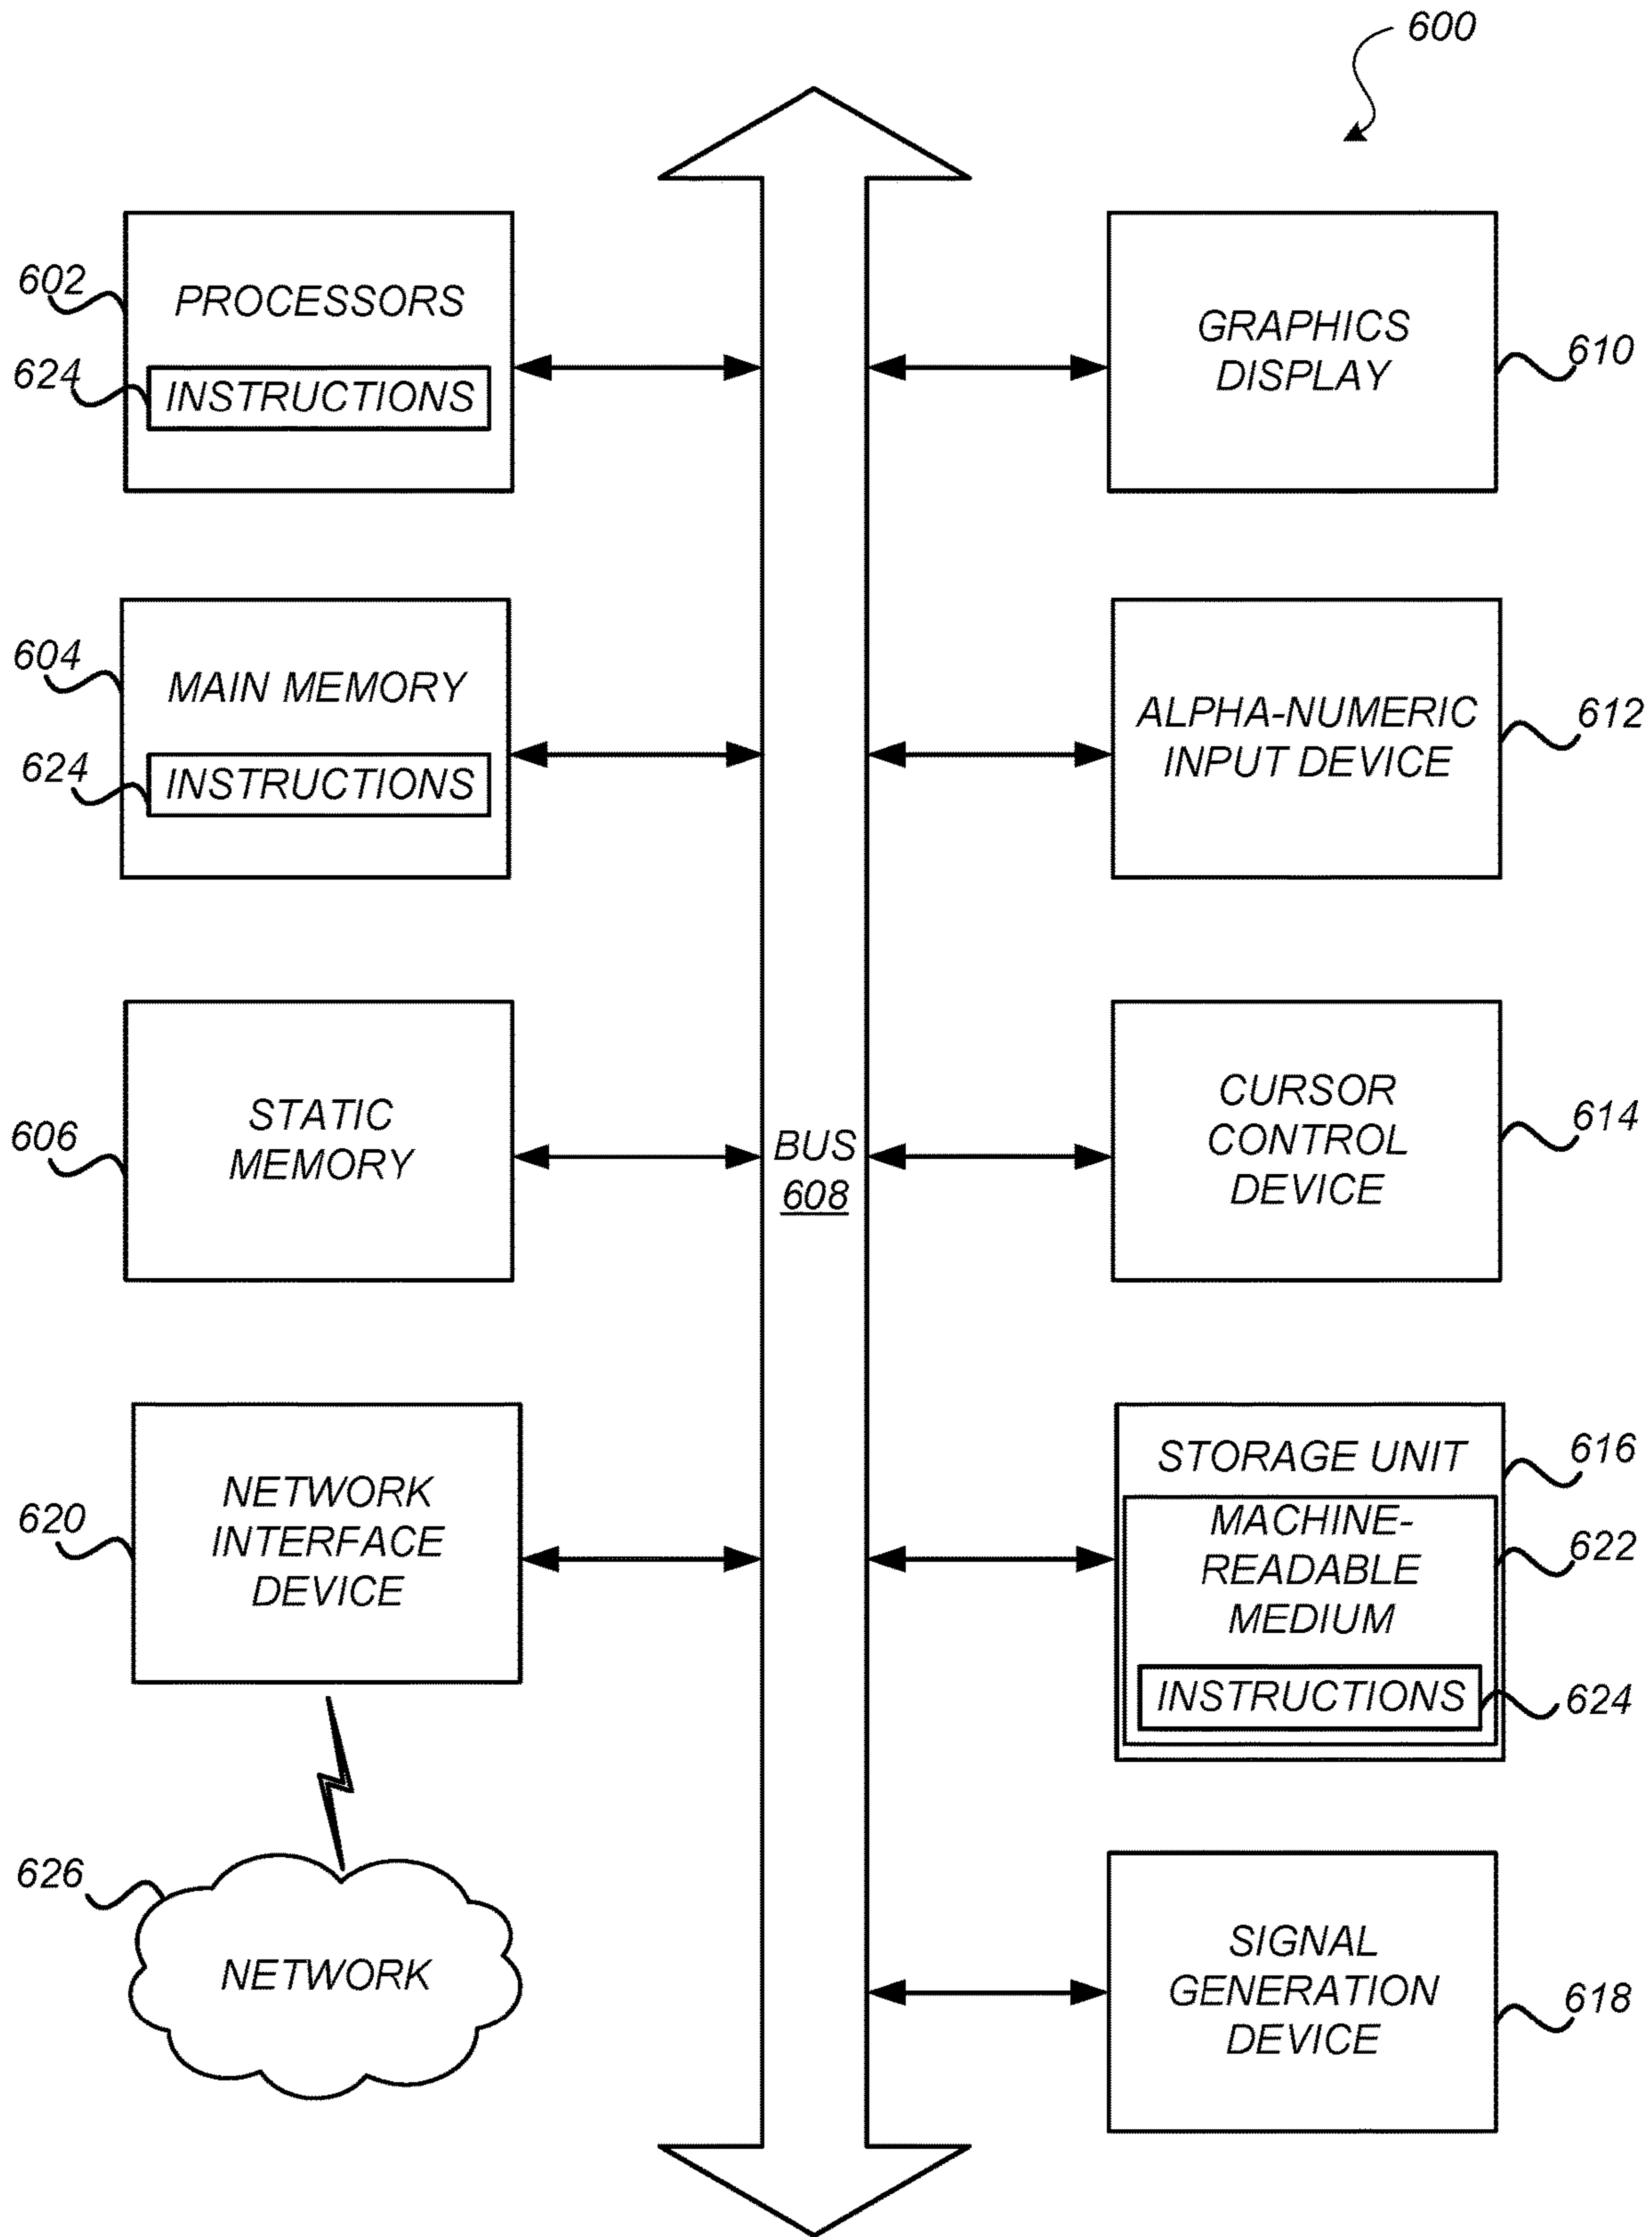 600
602
PROCESSORS
624
INSTRUCTIONS
GRAPHICS
DISPLAY
610
604
MAIN MEMORY
624
INSTRUCTIONS
ALPHA-NUMERIC
INPUT DEVICE
612
606
STATIC
MEMORY
BUS
608
CURSOR
CONTROL
DEVICE
614
620
NETWORK
INTERFACE
DEVICE
STORAGE UNIT
616
MACHINE-
READABLE
MEDIUM
622
INSTRUCTIONS
624
626
NETWORK
SIGNAL
GENERATION
DEVICE
618